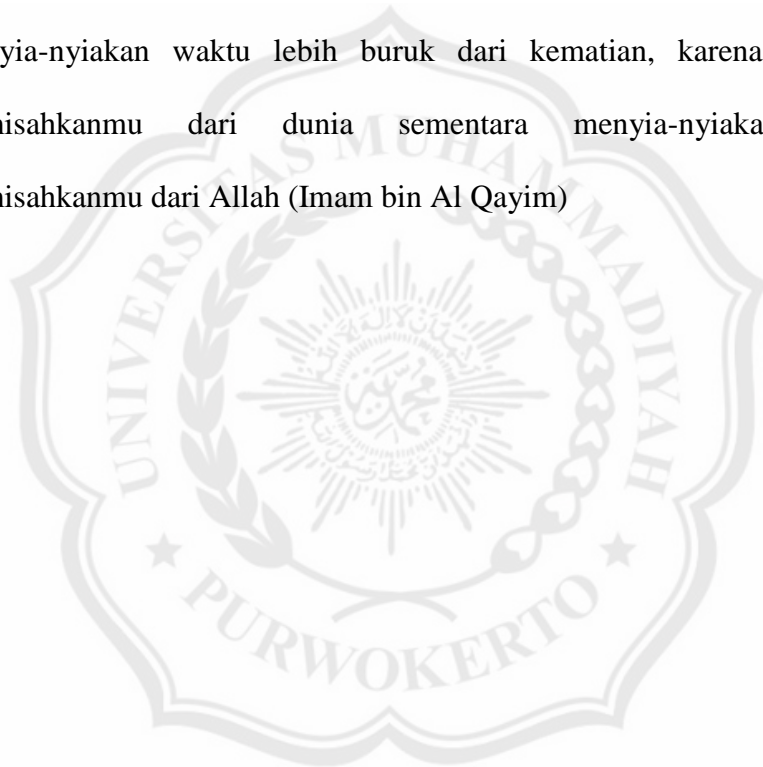 yia-nyiakan waktu lebih buruk dari kematian, karena
nisahkanmu dari dunia sementara menyia-nyiaka
nisahkanmu dari Allah (Imam bin Al Qayim)
UNIVERSITAS MUHAMMADIYAH
PURWOKERTO